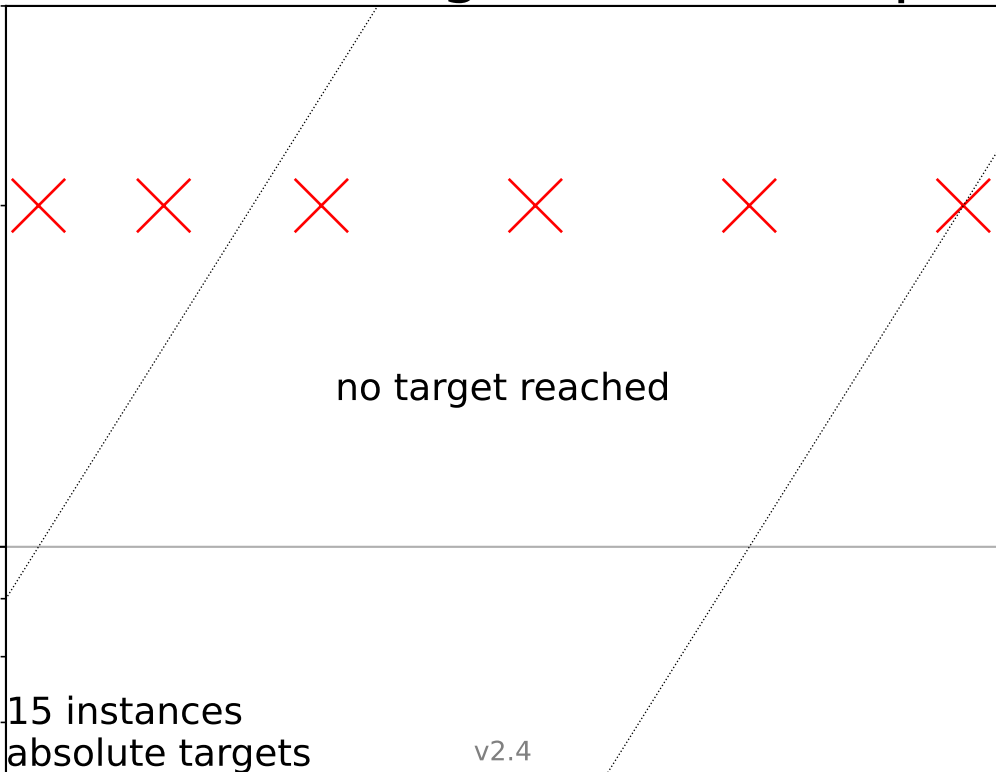 no target reached
15 instances
absolute targets
v2.4